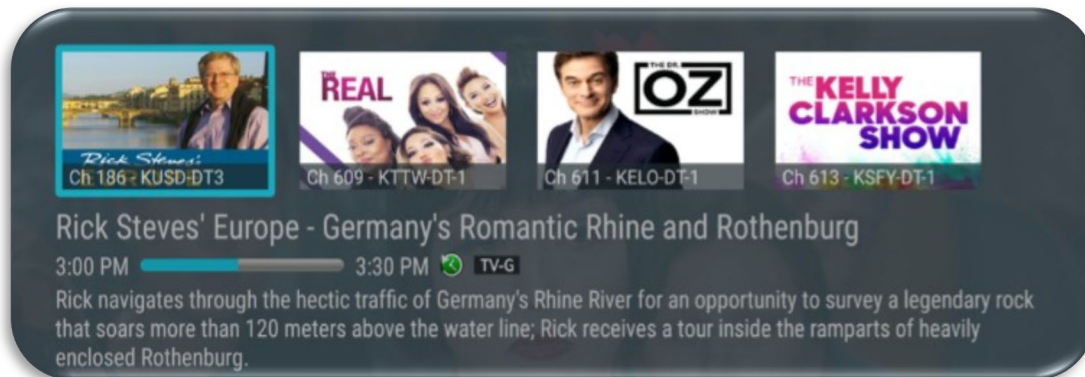 Rick Steves'
Ch 186 - KUSD-DT3
THE REAL
Ch 609 - KTTW-DT-1
THE DR.
OZ
SHOW
Ch 611 - KELO-DT-1
THE KELLY
CLARKSON
SHOW
Ch 613 - KSFY-DT-1
Rick Steves' Europe - Germany's Romantic Rhine and Rothenburg
3:00 PM 3:30 PM TV-G
Rick navigates through the hectic traffic of Germany's Rhine River for an opportunity to survey a legendary rock
that soars more than 120 meters above the water line; Rick receives a tour inside the ramparts of heavily
enclosed Rothenburg.